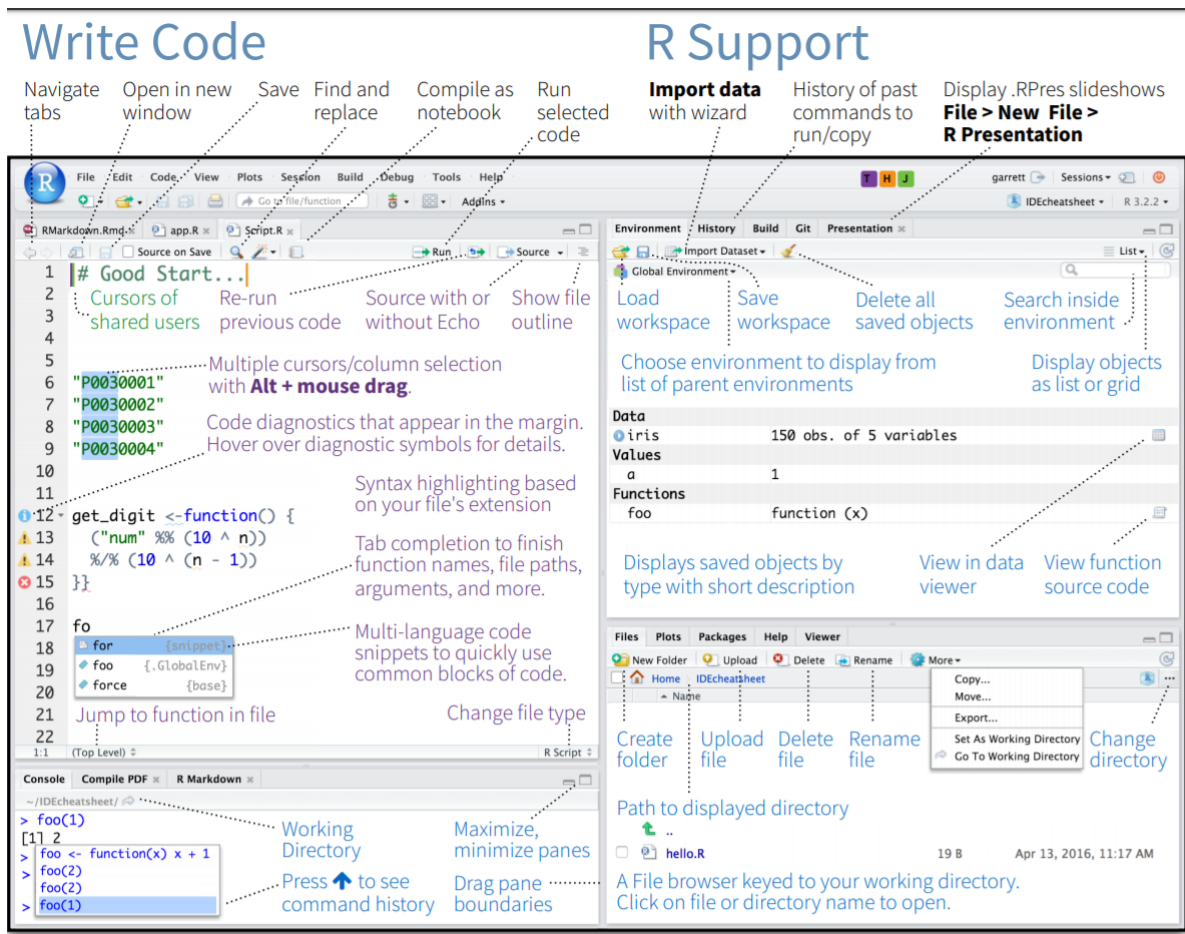 Write Code
R Support
Navigate tabs
Open in new window
Save
Find and replace
Compile as notebook
Run selected code
Import data with wizard
History of past commands to run/copy
Display .RPres slideshows
File > New File >
R Presentation
R
File Edit Code View Plots Session Build Debug Tools Help
T H J
garrett Sessions
Go to file/function Addins
IDEcheatsheet R 3.2.2
RMarkdown.Rmd × app.R × Script.R ×
Source on Save Run Source
1 # Good Start...
2
3
Cursors of shared users
Re-run previous code
Source with or without Echo
Show file outline
4
5
Multiple cursors/column selection
with Alt + mouse drag.
6 "P0030001"
7 "P0030002"
8 "P0030003"
9 "P0030004"
Code diagnostics that appear in the margin.
Hover over diagnostic symbols for details.
10
11
Syntax highlighting based
on your file's extension
12 get_digit <-function() {
13 ("num" %% (10 ^ n))
14 %/% (10 ^ (n - 1))
15 }}
Tab completion to finish
function names, file paths,
arguments, and more.
16
17 fo
18 for {snippet}
19 foo {.GlobalEnv}
20 force {base}
Multi-language code
snippets to quickly use
common blocks of code.
21
22
Jump to function in file
Change file type
1:1 (Top Level) R Script
Console Compile PDF × R Markdown ×
~/IDEcheatsheet/
> foo(1)
[1] 2
> foo <- function(x) x + 1
> foo(2)
foo(2)
> foo(1)
Working Directory
Press ↑ to see command history
Maximize, minimize panes
Drag pane boundaries
Environment History Build Git Presentation ×
Import Dataset List
Global Environment
Load workspace
Save workspace
Delete all saved objects
Search inside environment
Choose environment to display from
list of parent environments
Display objects as list or grid
Data
iris 150 obs. of 5 variables
Values
a 1
Functions
foo function (x)
Displays saved objects by
type with short description
View in data viewer
View function source code
Files Plots Packages Help Viewer
New Folder Upload Delete Rename More
Home IDEcheatsheet ...
Name
Copy...
Move...
Export...
Set As Working Directory
Go To Working Directory
Create folder
Upload file
Delete file
Rename file
Change directory
Path to displayed directory
..
hello.R 19 B Apr 13, 2016, 11:17 AM
A File browser keyed to your working directory.
Click on file or directory name to open.